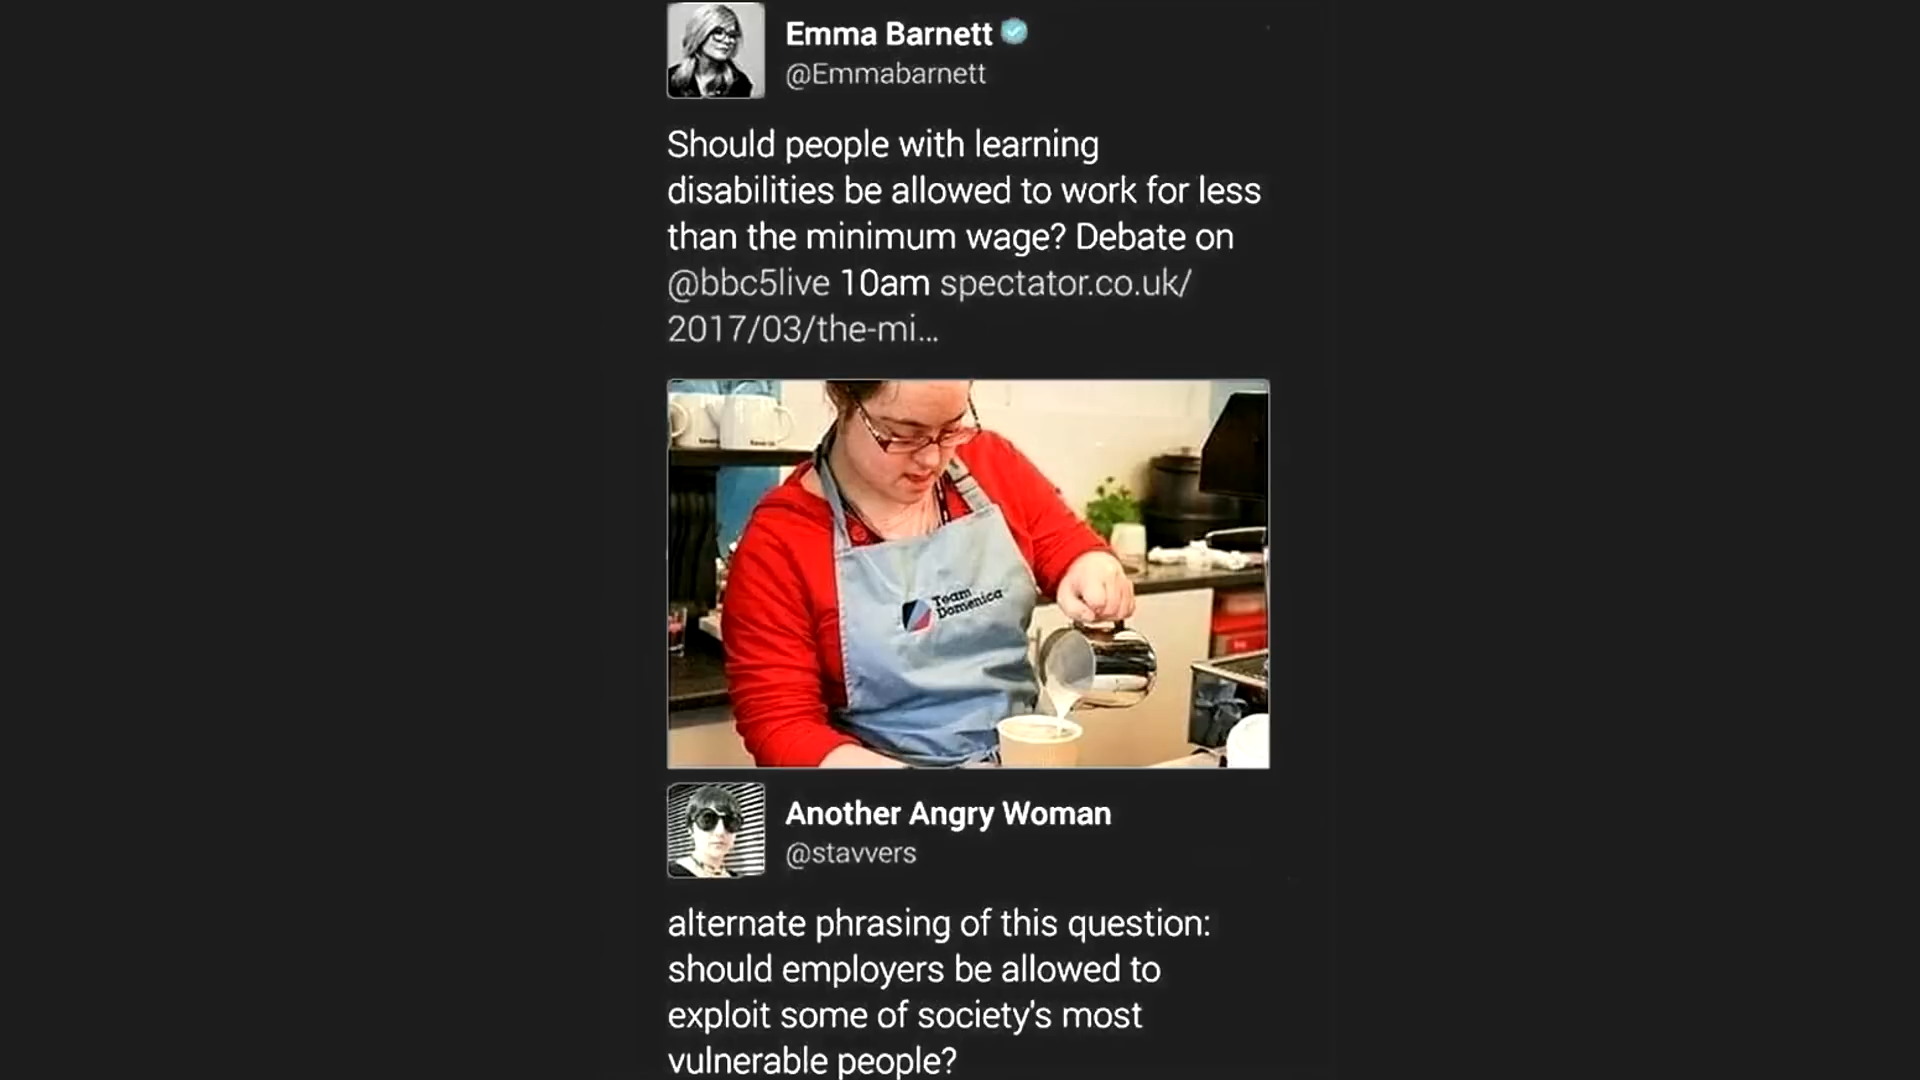 Emma Barnett
@Emmabarnett
Should people with learning
disabilities be allowed to work for less
than the minimum wage? Debate on
@bbc5live 10am spectator.co.uk/
2017/03/the-mi...
Team
Domenica
Another Angry Woman
@stavvers
alternate phrasing of this question:
should employers be allowed to
exploit some of society's most
vulnerable people?